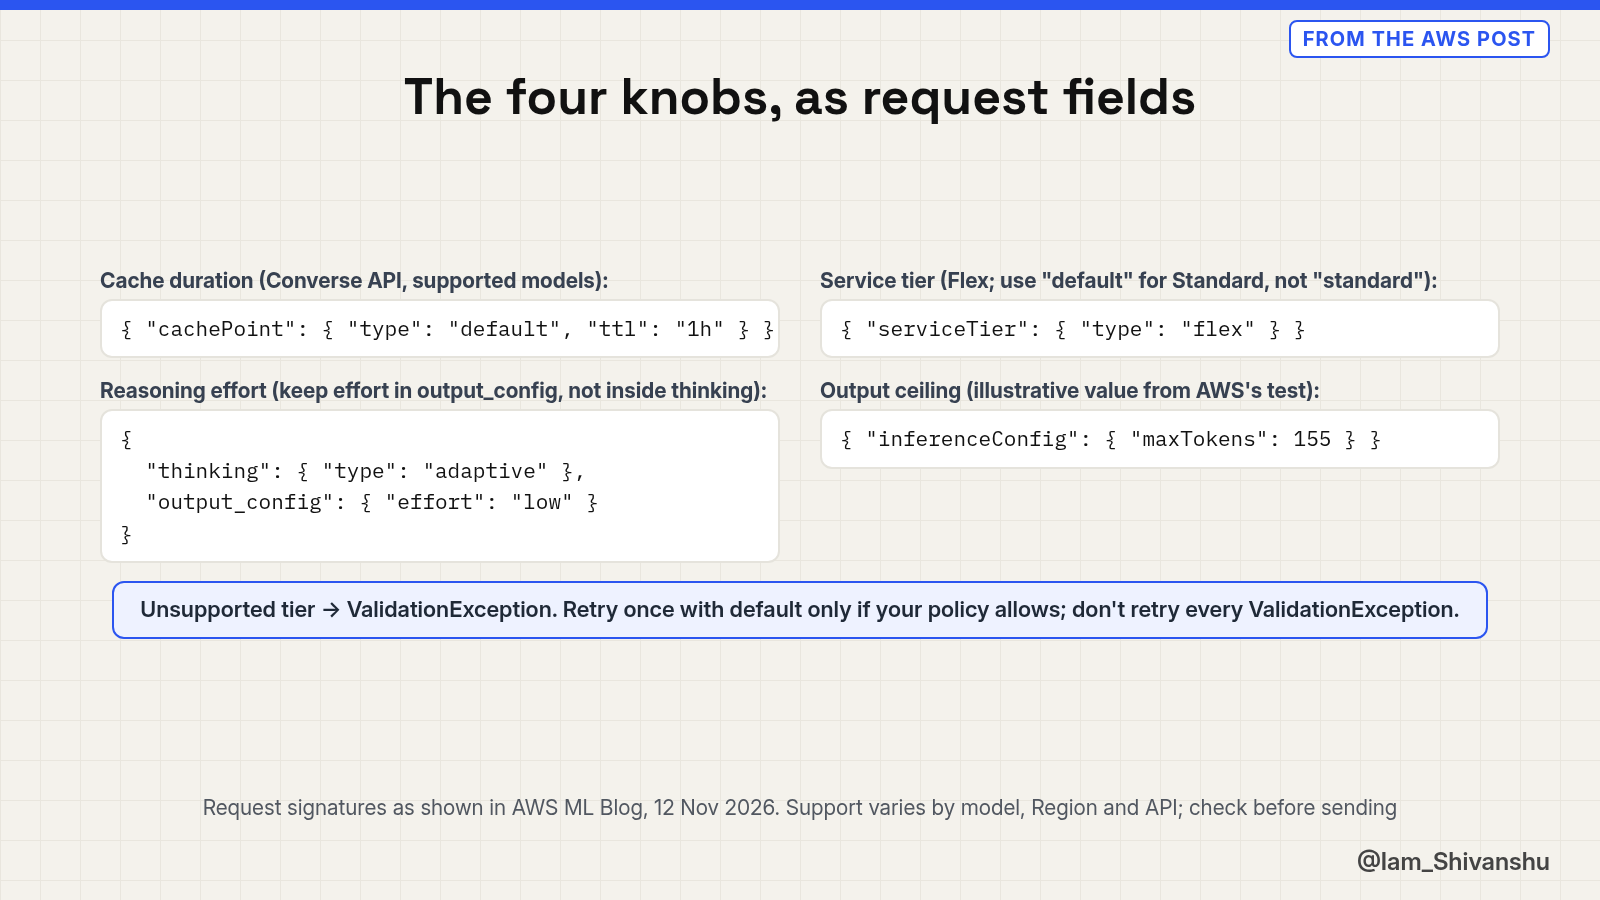 FROM THE AWS POST
The four knobs, as request fields
Cache duration (Converse API, supported models):
{ "cachePoint": { "type": "default", "ttl": "1h" } }
Service tier (Flex; use "default" for Standard, not "standard"):
{ "serviceTier": { "type": "flex" } }
Reasoning effort (keep effort in output_config, not inside thinking):
{
  "thinking": { "type": "adaptive" },
  "output_config": { "effort": "low" }
}
Output ceiling (illustrative value from AWS's test):
{ "inferenceConfig": { "maxTokens": 155 } }
Unsupported tier → ValidationException. Retry once with default only if your policy allows; don't retry every ValidationException.
Request signatures as shown in AWS ML Blog, 12 Nov 2026. Support varies by model, Region and API; check before sending
@Iam_Shivanshu